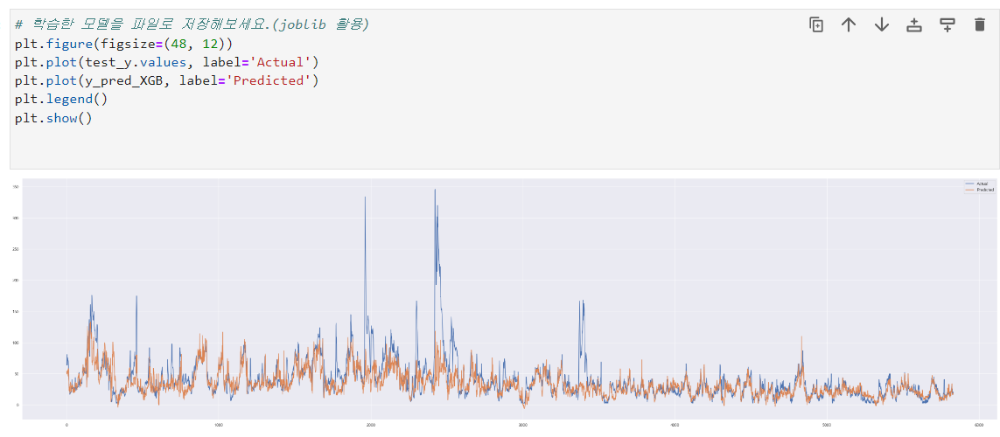 # 학습한 모델을 파일로 저장해보세요.(joblib 활용)
plt.figure(figsize=(48, 12))
plt.plot(test_y.values, label='Actual')
plt.plot(y_pred_XGB, label='Predicted')
plt.legend()
plt.show()
Actual
Predicted
350
300
250
200
150
100
50
0
0 1000 2000 3000 4000 5000 6000